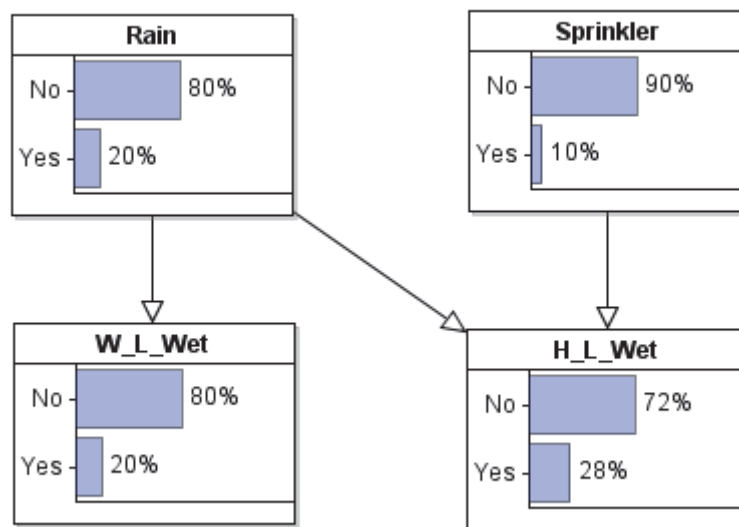 Rain
No
80%
Yes
20%
Sprinkler
No
90%
Yes
10%
W_L_Wet
No
80%
Yes
20%
H_L_Wet
No
72%
Yes
28%